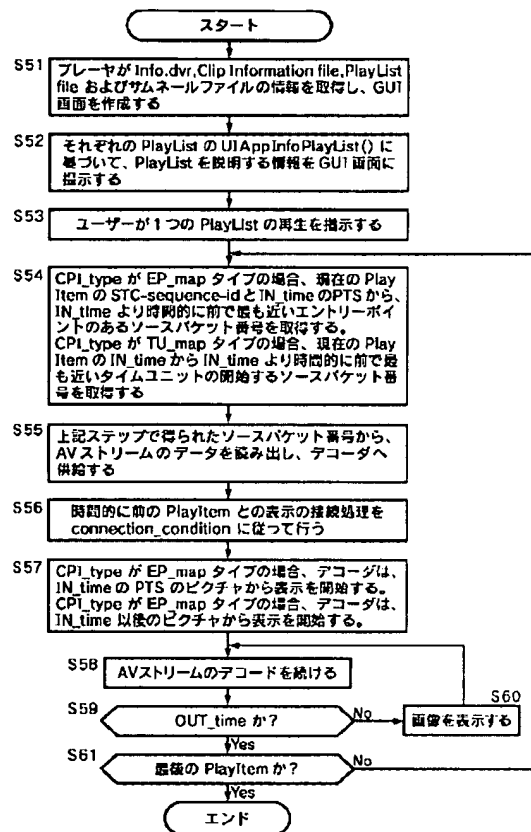 スタート
S51
プレーヤが Info.dvr,Clip Information file,PlayList
file およびサムネールファイルの情報を取得し、GUI
画面を作成する
S52
それぞれの PlayList の UIAppInfoPlayList() に
基づいて、PlayList を説明する情報を GUI 画面に
提示する
S53
ユーザーが1つの PlayList の再生を指示する
S54
CPI_type が EP_map タイプの場合、現在の Play
Item の STC-sequence-id と IN_time のPTS から、
IN_time より時間的に前で最も近いエントリーポ
イントのあるソースパケット番号を取得する。
CPI_type が TU_map タイプの場合、現在の Play
Item の IN_time から IN_time より時間的に前で最
も近いタイムユニットの開始するソースパケット番
号を取得する
S55
上記ステップで得られたソースパケット番号から、
AVストリームのデータを読み出し、デコーダへ
供給する
S56
時間的に前の PlayItem との表示の接続処理を
connection_condition に従って行う
S57
CPI_type が EP_map タイプの場合、デコーダは、
IN_time の PTS のピクチャから表示を開始する。
CPI_type が EP_map タイプの場合、デコーダは、
IN_time 以後のピクチャから表示を開始する。
S58
AVストリームのデコードを続ける
S59
OUT_time か?
No
S60
画像を表示する
Yes
S61
最後の PlayItem か?
No
Yes
エンド